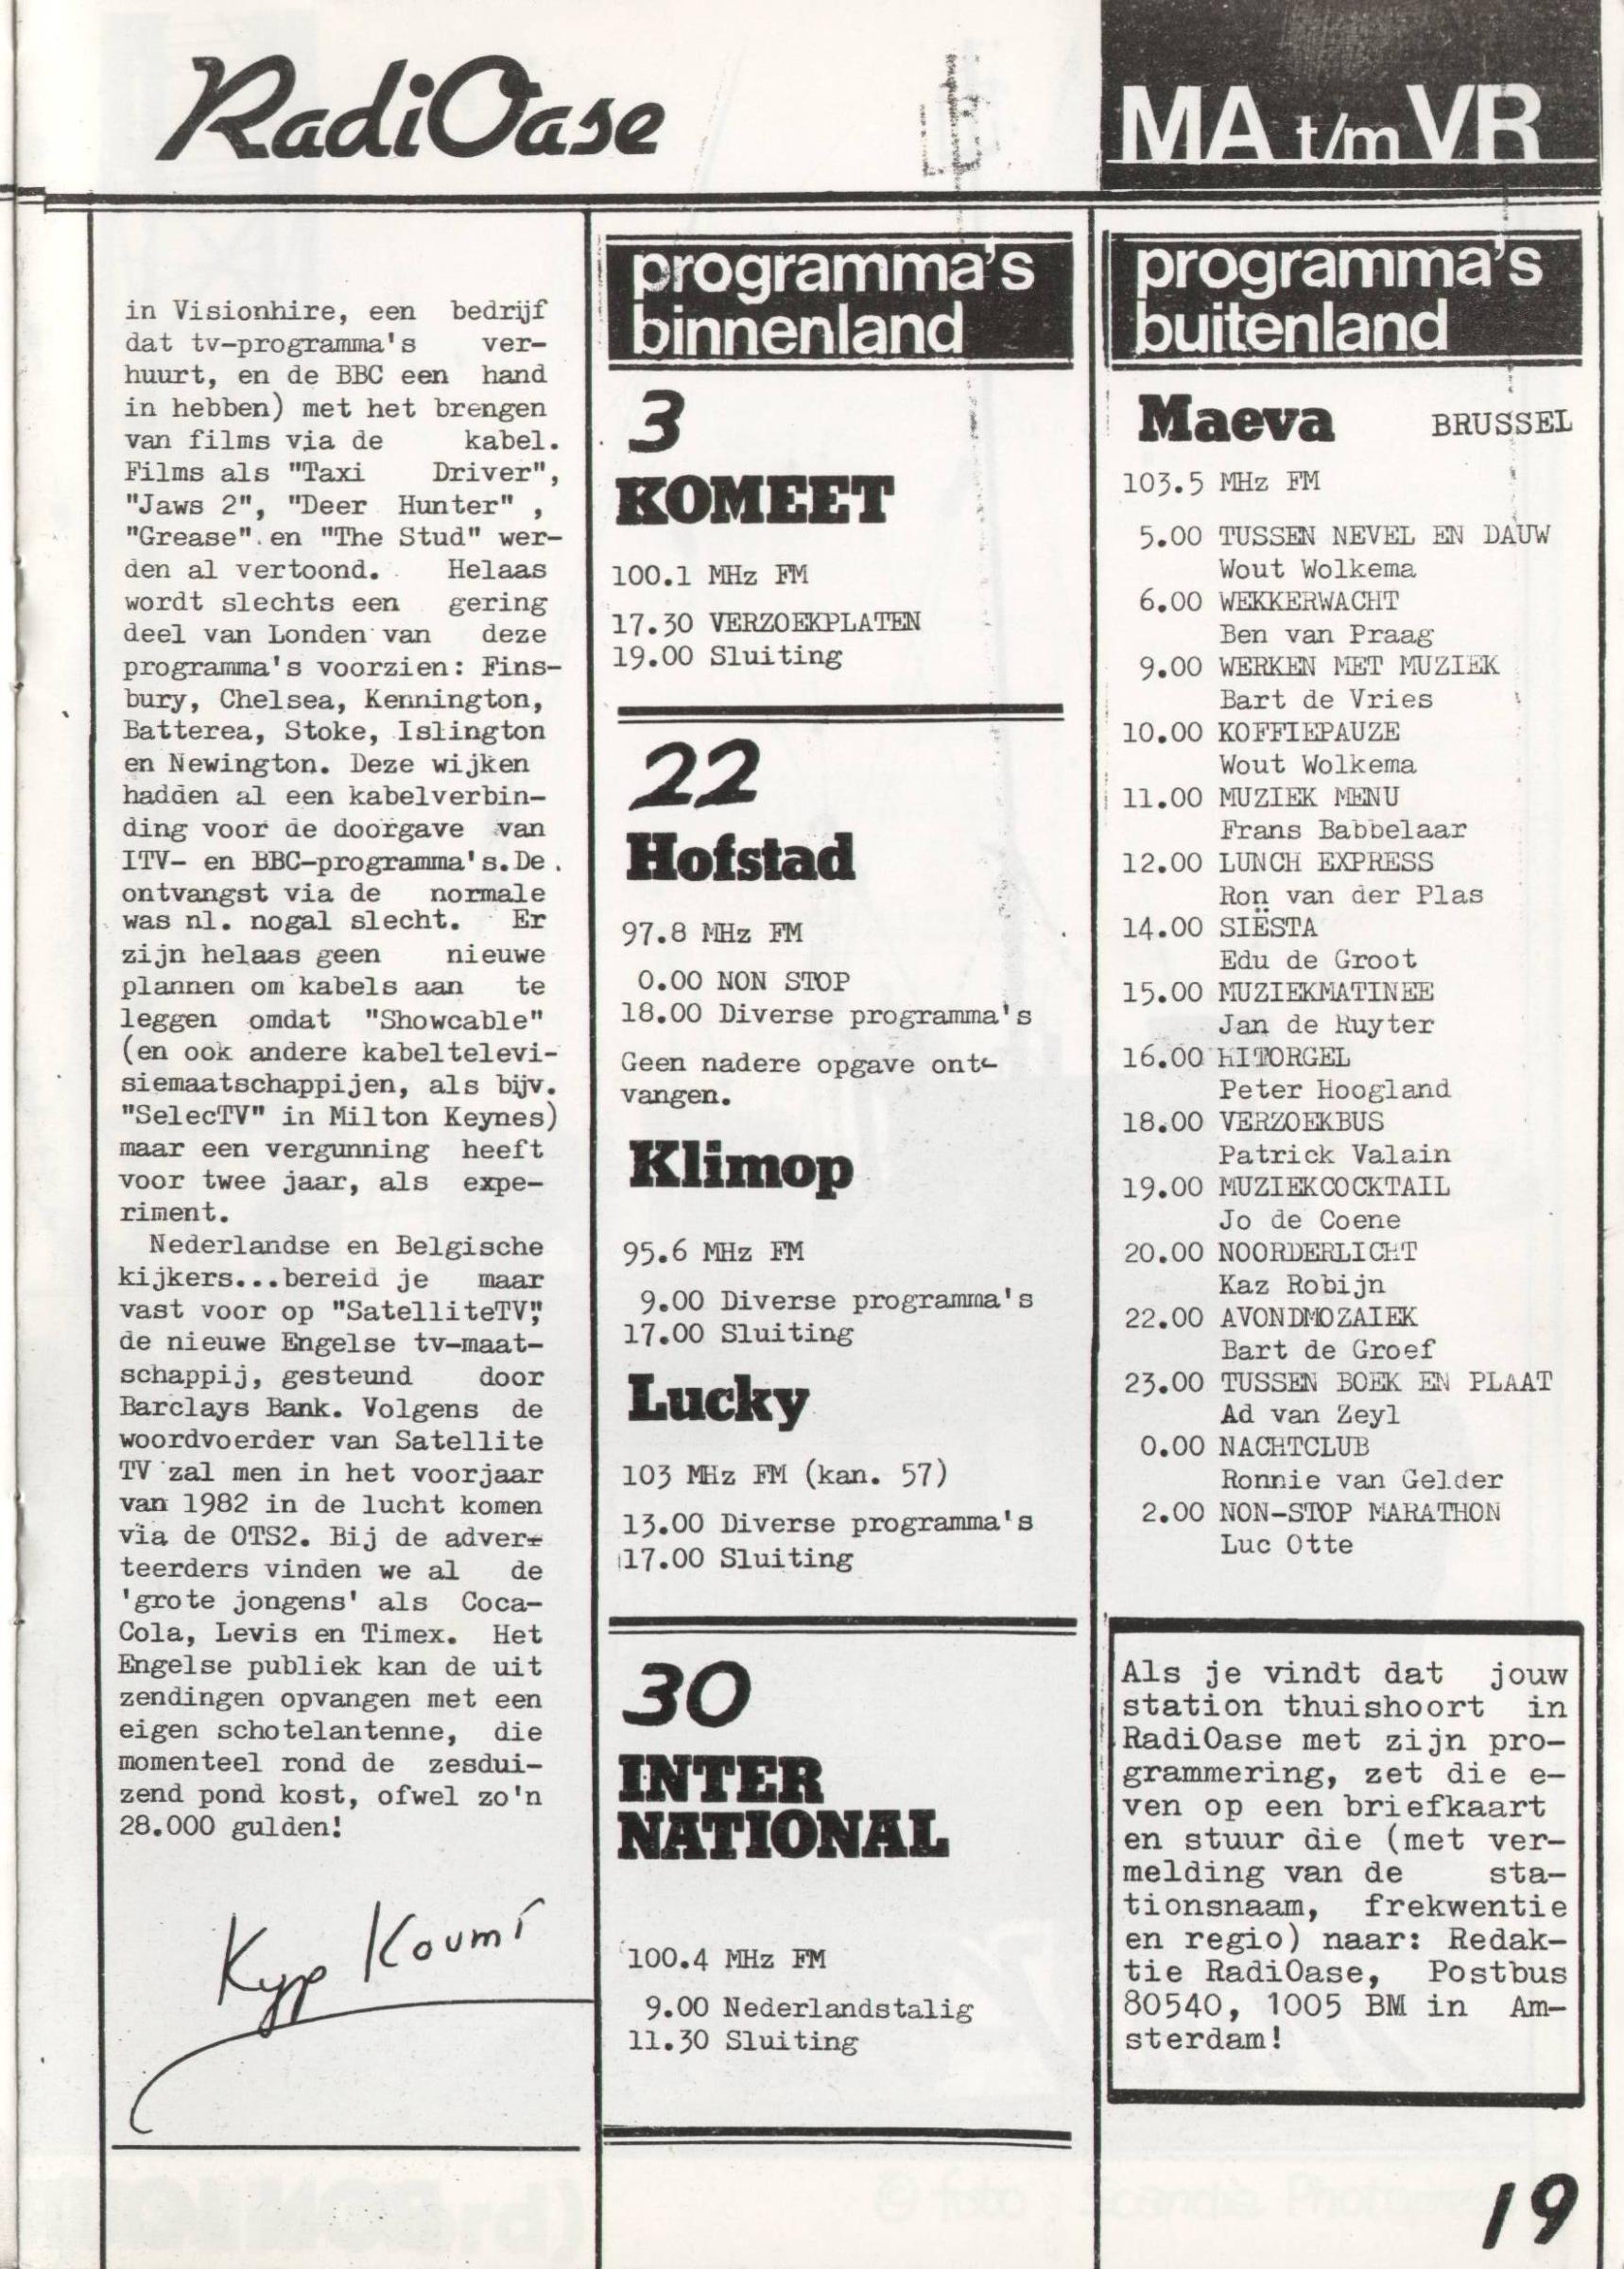 RadiOase
MA t/m VR
in Visionhire, een bedrijf
dat tv-programma's ver-
huurt, en de BBC een hand
in hebben) met het brengen
van films via de kabel.
Films als "Taxi Driver",
"Jaws 2", "Deer Hunter" ,
"Grease" en "The Stud" wer-
den al vertoond. Helaas
wordt slechts een gering
deel van Londen van deze
programma's voorzien: Fins-
bury, Chelsea, Kennington,
Batterea, Stoke, Islington
en Newington. Deze wijken
hadden al een kabelverbin-
ding voor de doorgave van
ITV- en BBC-programma's.De
ontvangst via de normale
was nl. nogal slecht. Er
zijn helaas geen nieuwe
plannen om kabels aan te
leggen omdat "Showcable"
(en ook andere kabeltelevi-
siemaatschappijen, als bijv.
"SelecTV" in Milton Keynes)
maar een vergunning heeft
voor twee jaar, als expe-
riment.
Nederlandse en Belgische
kijkers...bereid je maar
vast voor op "SatelliteTV",
de nieuwe Engelse tv-maat-
schappij, gesteund door
Barclays Bank. Volgens de
woordvoerder van Satellite
TV zal men in het voorjaar
van 1982 in de lucht komen
via de OTS2. Bij de adver-
teerders vinden we al de
'grote jongens' als Coca-
Cola, Levis en Timex. Het
Engelse publiek kan de uit
zendingen opvangen met een
eigen schotelantenne, die
momenteel rond de zesdui-
zend pond kost, ofwel zo'n
28.000 gulden!
Kyp Koumi
programma's
binnenland
3
KOMEET
100.1 MHz FM
17.30 VERZOEKPLATEN
19.00 Sluiting
22
Hofstad
97.8 MHz FM
0.00 NON STOP
18.00 Diverse programma's
Geen nadere opgave ont-
vangen.
Klimop
95.6 MHz FM
9.00 Diverse programma's
17.00 Sluiting
Lucky
103 MHz FM (kan. 57)
13.00 Diverse programma's
17.00 Sluiting
30
INTER
NATIONAL
100.4 MHz FM
9.00 Nederlandstalig
11.30 Sluiting
programma's
buitenland
Maeva BRUSSEL
103.5 MHz FM
5.00 TUSSEN NEVEL EN DAUW
Wout Wolkema
6.00 WEKKERWACHT
Ben van Praag
9.00 WERKEN MET MUZIEK
Bart de Vries
10.00 KOFFIEPAUZE
Wout Wolkema
11.00 MUZIEK MENU
Frans Babbelaar
12.00 LUNCH EXPRESS
Ron van der Plas
14.00 SIËSTA
Edu de Groot
15.00 MUZIEKMATINEE
Jan de Ruyter
16.00 HITORGEL
Peter Hoogland
18.00 VERZOEKBUS
Patrick Valain
19.00 MUZIEKCOCKTAIL
Jo de Coene
20.00 NOORDERLICHT
Kaz Robijn
22.00 AVONDMOZAIEK
Bart de Groef
23.00 TUSSEN BOEK EN PLAAT
Ad van Zeyl
0.00 NACHTCLUB
Ronnie van Gelder
2.00 NON-STOP MARATHON
Luc Otte
Als je vindt dat jouw
station thuishoort in
RadiOase met zijn pro-
grammering, zet die e-
ven op een briefkaart
en stuur die (met ver-
melding van de sta-
tionsnaam, frekwentie
en regio) naar: Redak-
tie RadiOase, Postbus
80540, 1005 BM in Am-
sterdam!
19